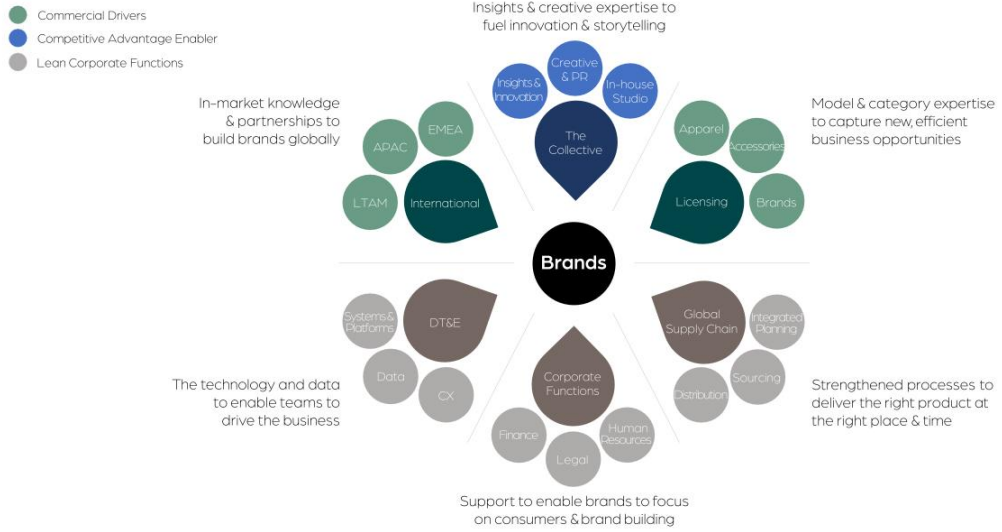 Commercial Drivers
Competitive Advantage Enabler
Lean Corporate Functions
Insights & creative expertise to
fuel innovation & storytelling
Insights &
Innovation
Creative
& PR
In-house
Studio
The
Collective
In-market knowledge
& partnerships to
build brands globally
LTAM
APAC
EMEA
International
Model & category expertise
to capture new, efficient
business opportunities
Apparel
Accessories
Brands
Licensing
Brands
The technology and data
to enable teams to
drive the business
Systems &
Platforms
Data
CX
DT&E
Corporate
Functions
Finance
Legal
Human
Resources
Support to enable brands to focus
on consumers & brand building
Global
Supply Chain
Integrated
Planning
Sourcing
Distribution
Strengthened processes to
deliver the right product at
the right place & time